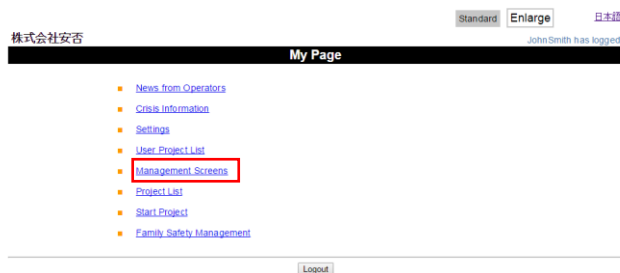 Standard Enlarge 日本語
株式会社安否
JohnSmith has logged
My Page
News from Operators
Crisis Information
Settings
User Project List
Management Screens
Project List
Start Project
Family Safety Management
Logout